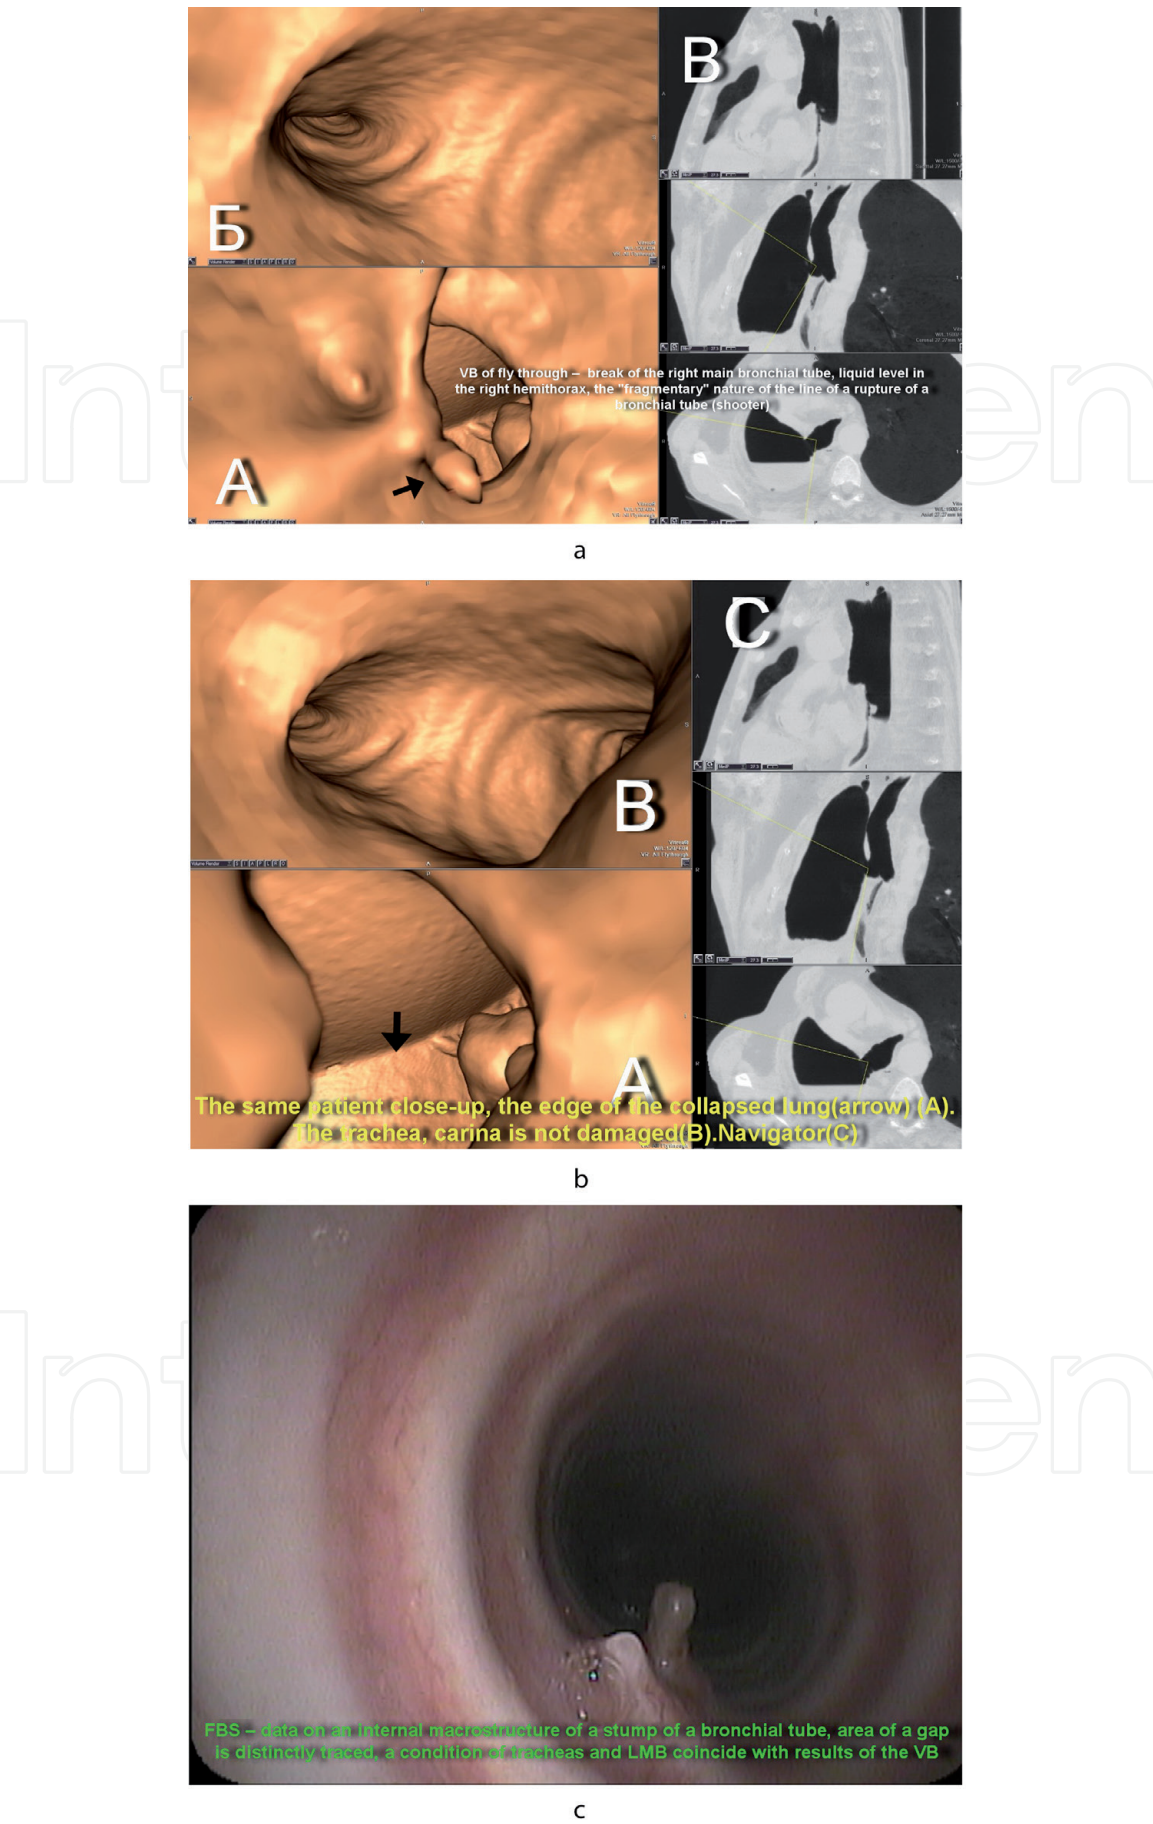 Б
В
VB of fly through – break of the right main bronchial tube, liquid level in
the right hemithorax, the "fragmentary" nature of the line of a rupture of a
bronchial tube (shooter)
А
a
B
C
A
The same patient close-up, the edge of the collapsed lung(arrow) (A).
The trachea, carina is not damaged(B).Navigator(C)
b
FBS – data on an internal macrostructure of a stump of a bronchial tube, area of a gap
is distinctly traced, a condition of tracheas and LMB coincide with results of the VB
c